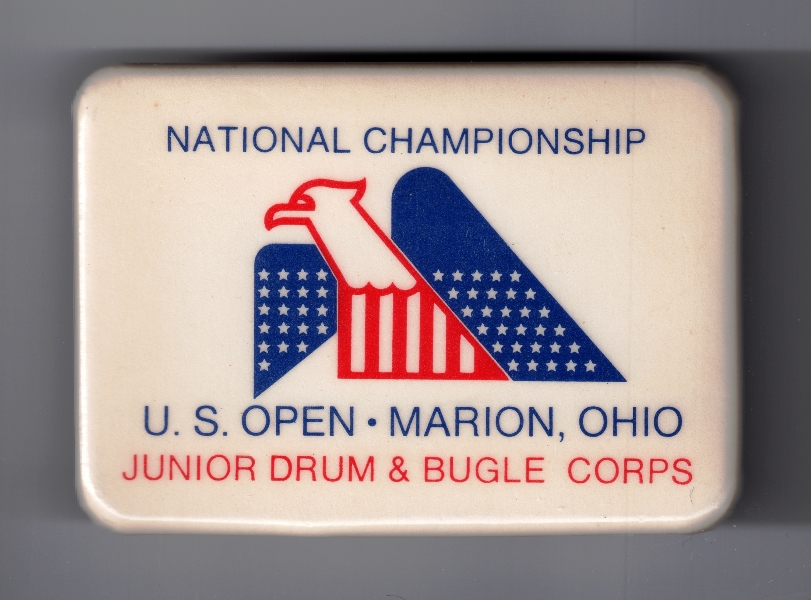 NATIONAL CHAMPIONSHIP
U. S. OPEN • MARION, OHIO
JUNIOR DRUM & BUGLE CORPS